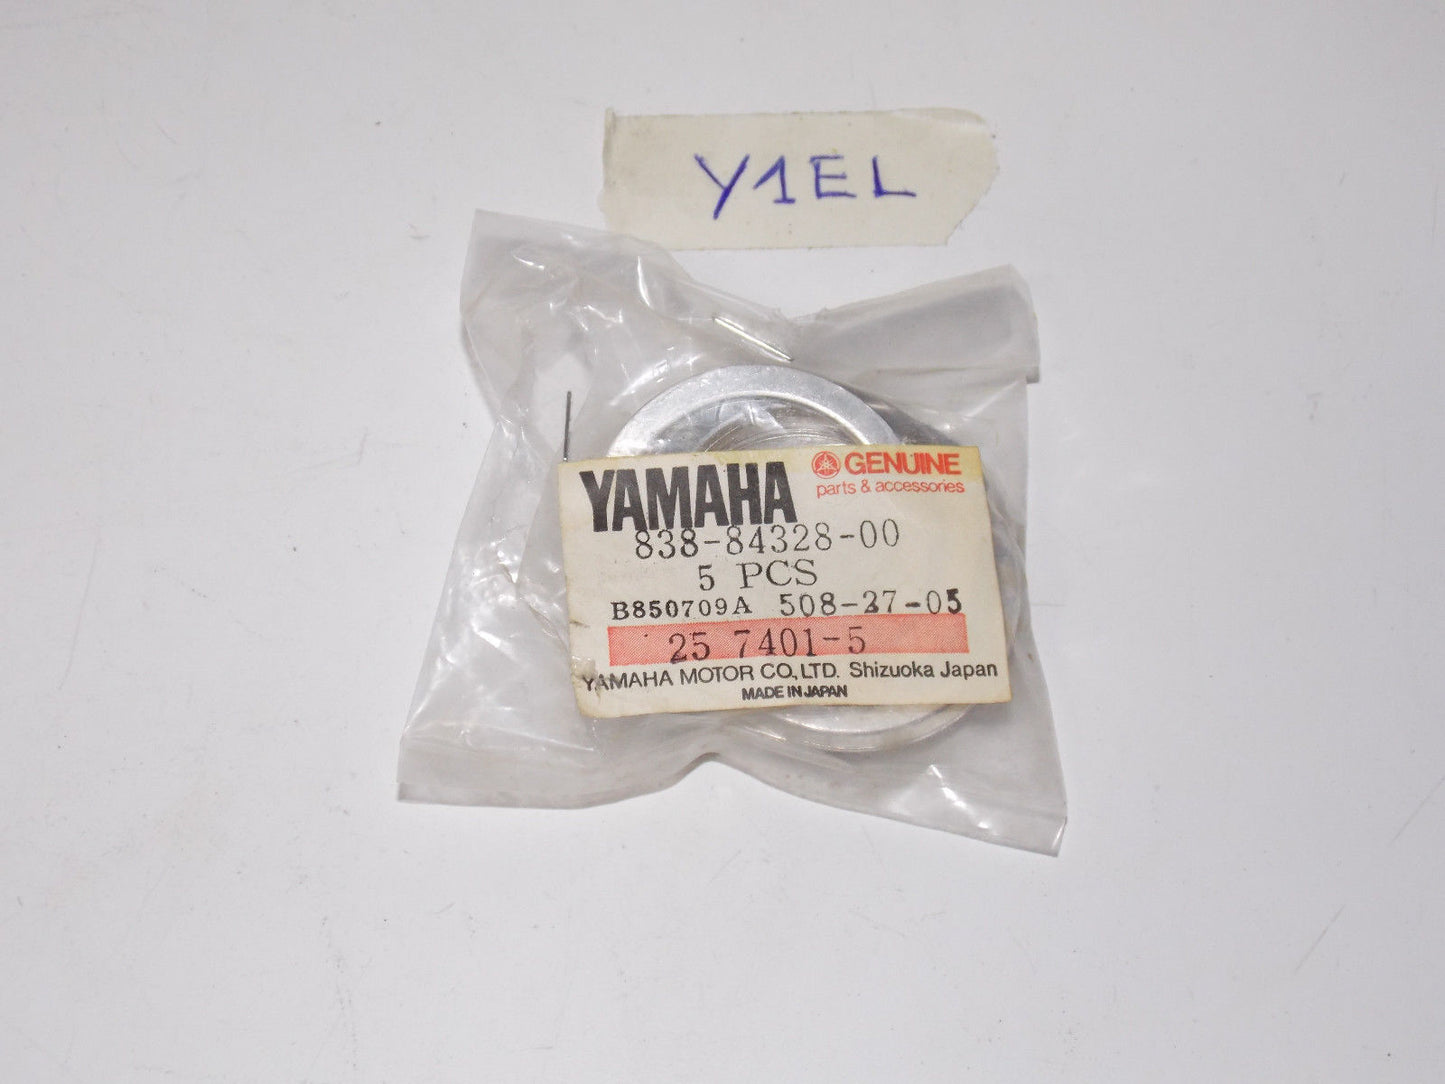 Y1EL
YAMAHA GENUINE
parts & accessories
838-84328-00
5 PCS
B850709A 508-27-05
25 7401-5
YAMAHA MOTOR CO., LTD. Shizuoka Japan
MADE IN JAPAN